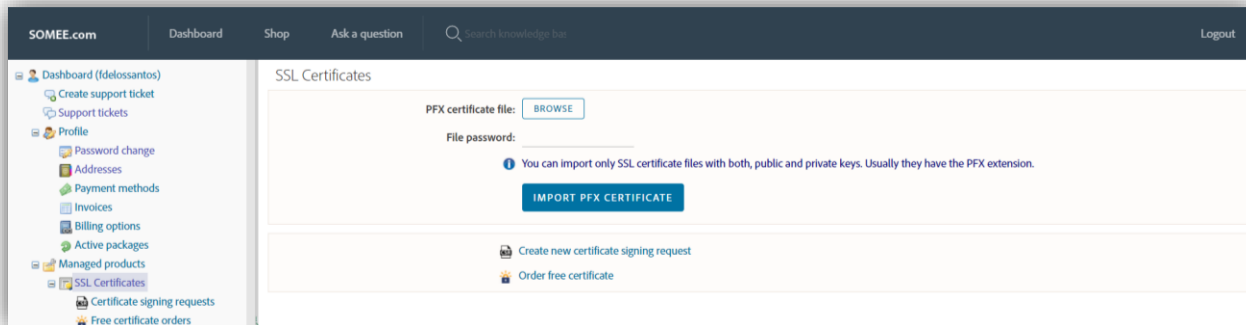 SOMEE.com Dashboard Shop Ask a question Search knowledge bas Logout
Dashboard (fdelossantos)
Create support ticket
Support tickets
Profile
Password change
Addresses
Payment methods
Invoices
Billing options
Active packages
Managed products
SSL Certificates
Certificate signing requests
Free certificate orders
SSL Certificates
PFX certificate file: BROWSE
File password:
You can import only SSL certificate files with both, public and private keys. Usually they have the PFX extension.
IMPORT PFX CERTIFICATE
Create new certificate signing request
Order free certificate